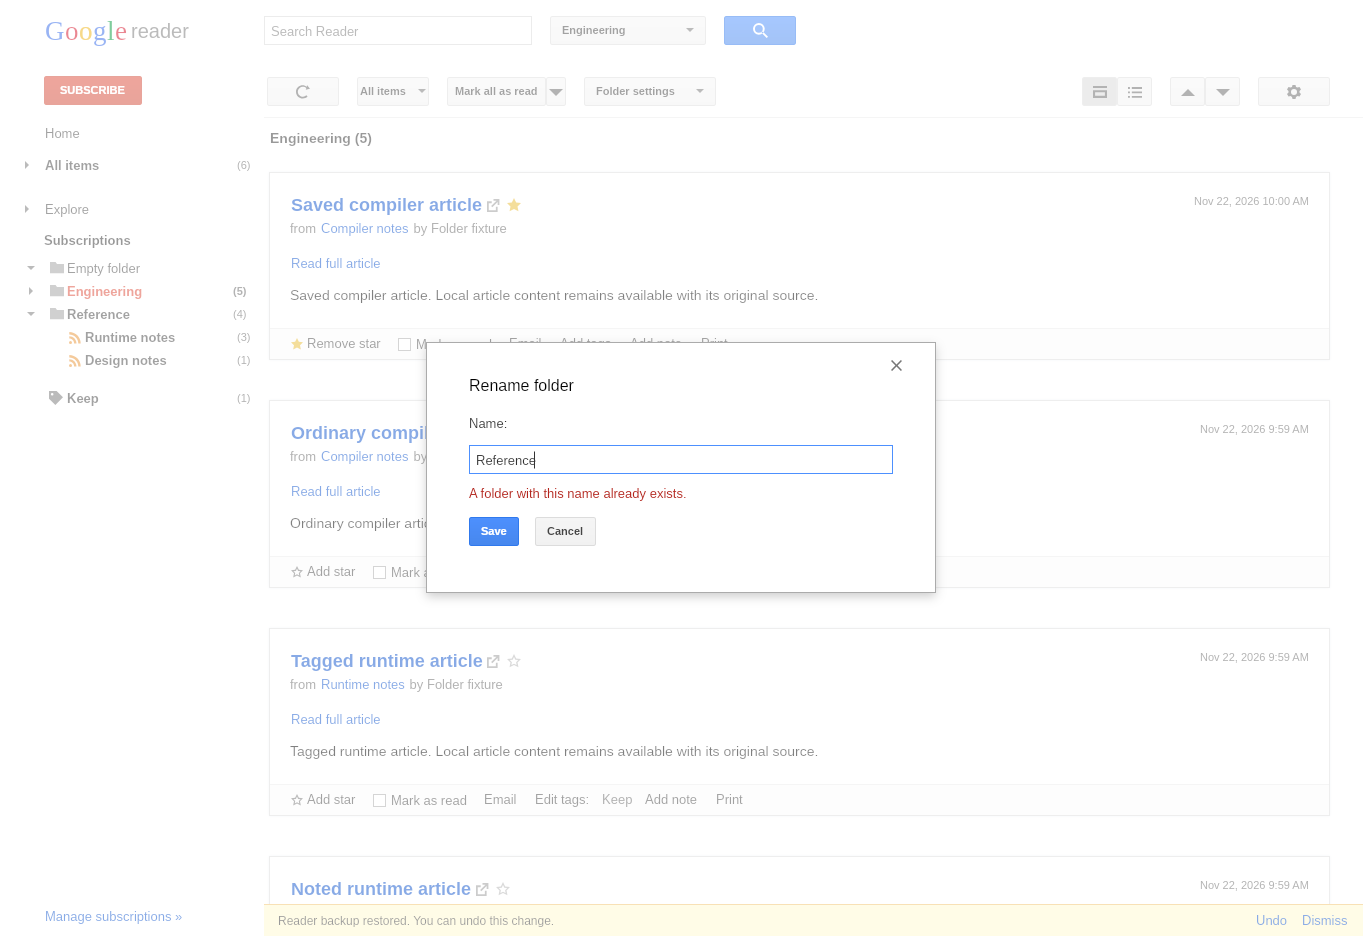 Google reader
Search Reader
Engineering
SUBSCRIBE
All items
Mark all as read
Folder settings
Home
All items (6)
Explore
Subscriptions
Empty folder
Engineering (5)
Reference (4)
Runtime notes (3)
Design notes (1)
Keep (1)
Manage subscriptions »
Engineering (5)
Saved compiler article
Nov 22, 2026 10:00 AM
from Compiler notes by Folder fixture
Read full article
Saved compiler article. Local article content remains available with its original source.
Remove star
Rename folder
Name:
Reference
A folder with this name already exists.
Save Cancel
Ordinary compil
Nov 22, 2026 9:59 AM
from Compiler notes by
Read full article
Ordinary compiler artic
Add star Mark a
Tagged runtime article
Nov 22, 2026 9:59 AM
from Runtime notes by Folder fixture
Read full article
Tagged runtime article. Local article content remains available with its original source.
Add star Mark as read Email Edit tags: Keep Add note Print
Noted runtime article
Nov 22, 2026 9:59 AM
Reader backup restored. You can undo this change.
Undo Dismiss